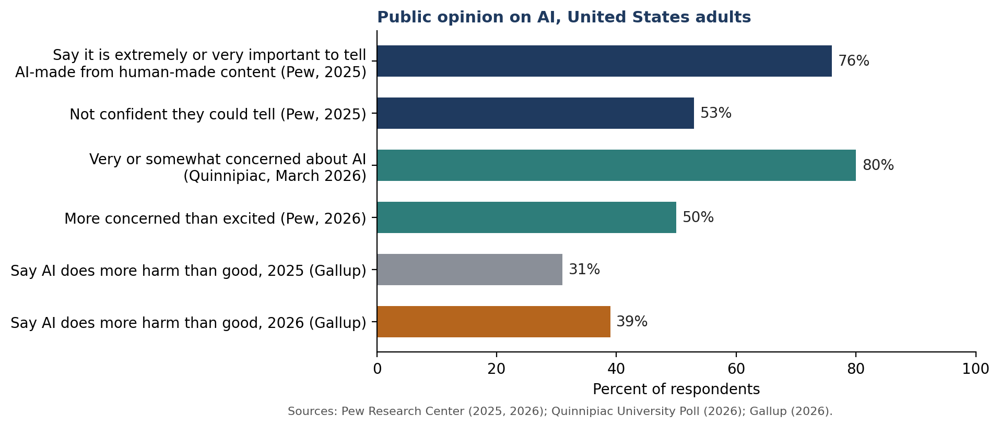 Public opinion on AI, United States adults
Say it is extremely or very important to tell
AI-made from human-made content (Pew, 2025)
76%
Not confident they could tell (Pew, 2025)
53%
Very or somewhat concerned about AI
(Quinnipiac, March 2026)
80%
More concerned than excited (Pew, 2026)
50%
Say AI does more harm than good, 2025 (Gallup)
31%
Say AI does more harm than good, 2026 (Gallup)
39%
0 20 40 60 80 100
Percent of respondents
Sources: Pew Research Center (2025, 2026); Quinnipiac University Poll (2026); Gallup (2026).